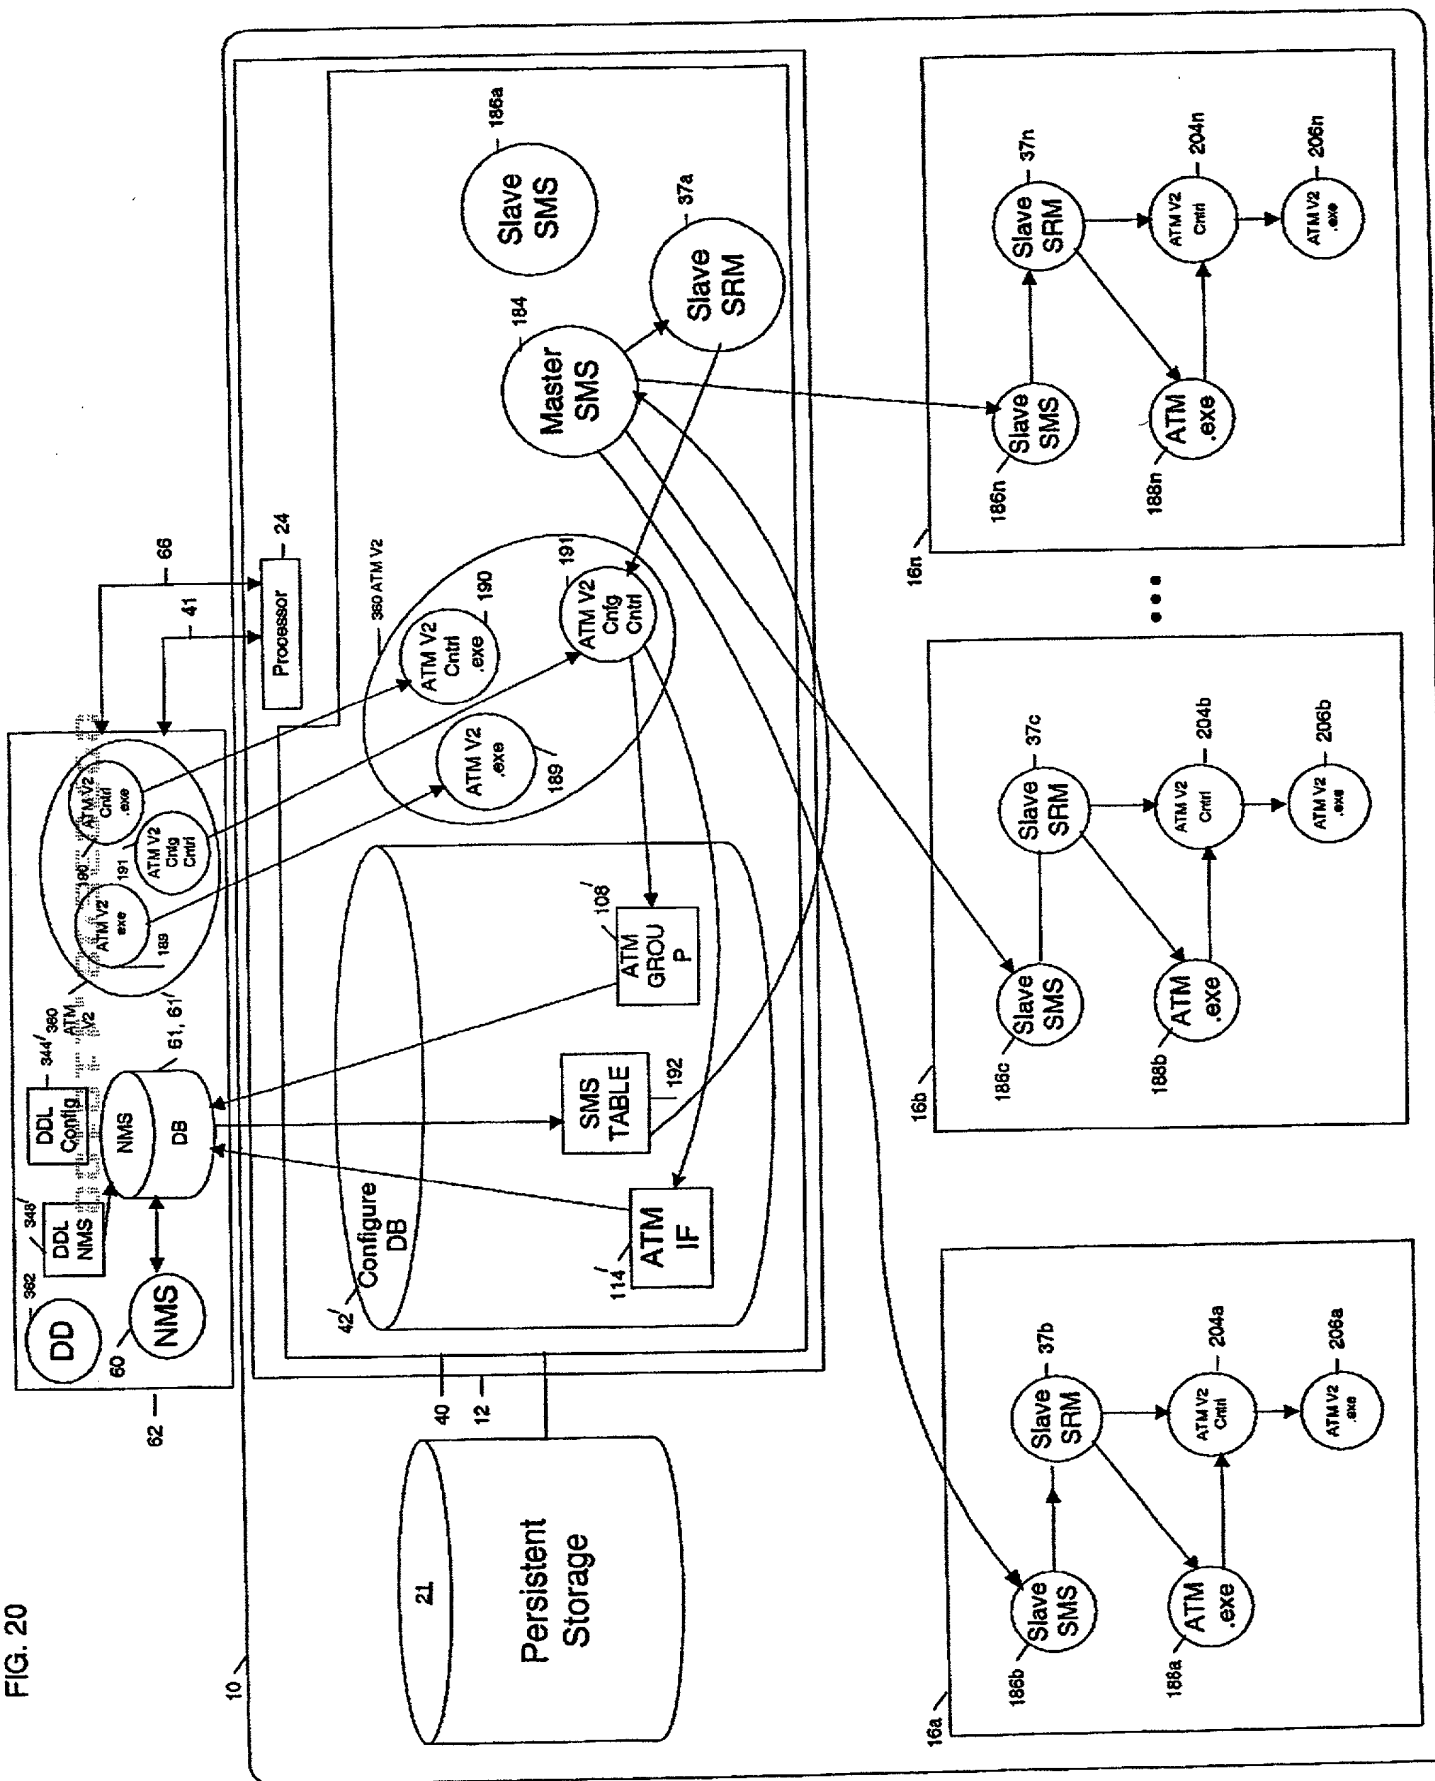 FIG. 20
62
60
NMS
362
DD
348
DDL
NMS
344
DDL
Config
NMS
DB
61, 61'
360
ATM
V2
189
ATM V2
exe
190
191
ATM V2
Cntrl
.exe
ATM V2
Cnfg
Cntrl
66
41
10
Processor
24
40
12
21
Persistent
Storage
42'
Configure
DB
114'
ATM
IF
SMS
TABLE
192
108'
ATM
GROU
P
360 ATM V2
ATM V2
.exe
189'
ATM V2
Cntrl
.exe
190
ATM V2
Cnfg
Cntrl
191
184
Master
SMS
186a
Slave
SMS
37a
Slave
SRM
16a
186b
Slave
SMS
Slave
SRM
37b
188a
ATM
.exe
ATM V2
Cntrl
204a
ATM V2
.exe
206a
16b
186c
Slave
SMS
Slave
SRM
37c
188b
ATM
.exe
ATM V2
Cntrl
204b
ATM V2
.exe
206b
16n
186n
Slave
SMS
Slave
SRM
37n
188n
ATM
.exe
ATM V2
Cntrl
204n
ATM V2
.exe
206n